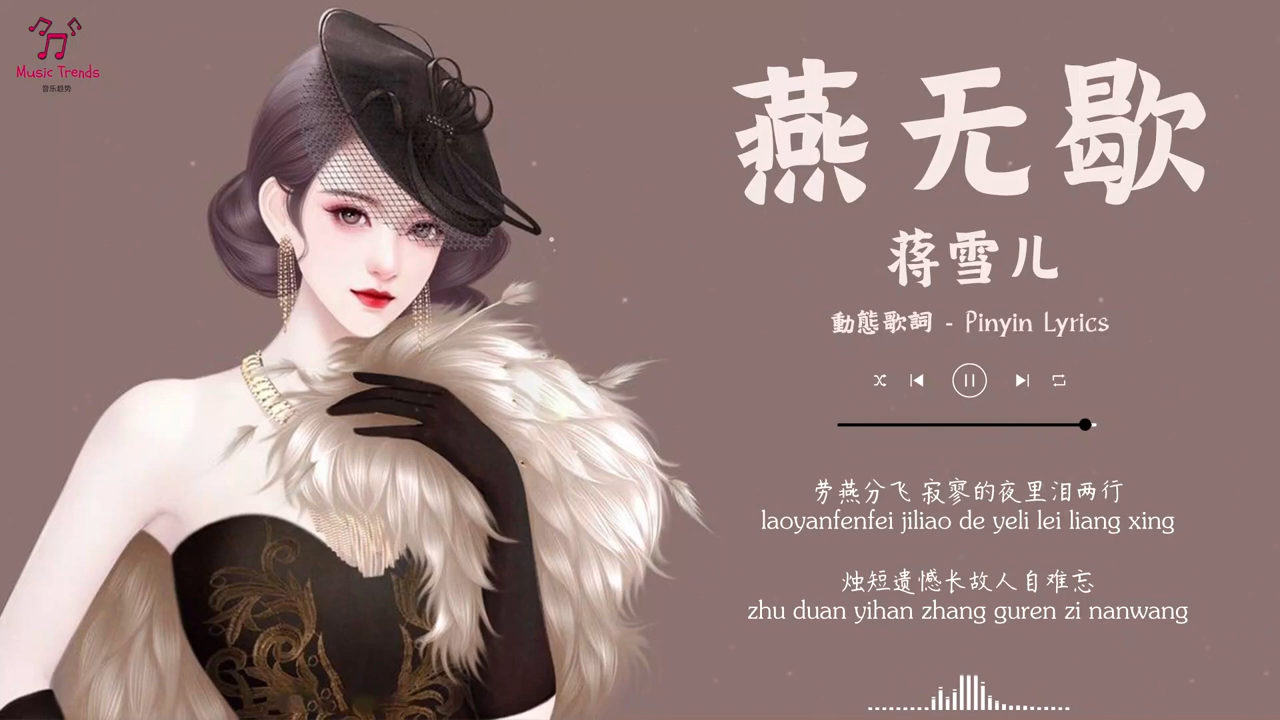 Music Trends
音乐趋势
燕无歇
蒋雪儿
動態歌詞 - Pinyin Lyrics
劳燕分飞 寂寥的夜里泪两行
laoyanfenfei jiliao de yeli lei liang xing
烛短遗憾长故人自难忘
zhu duan yihan zhang guren zi nanwang